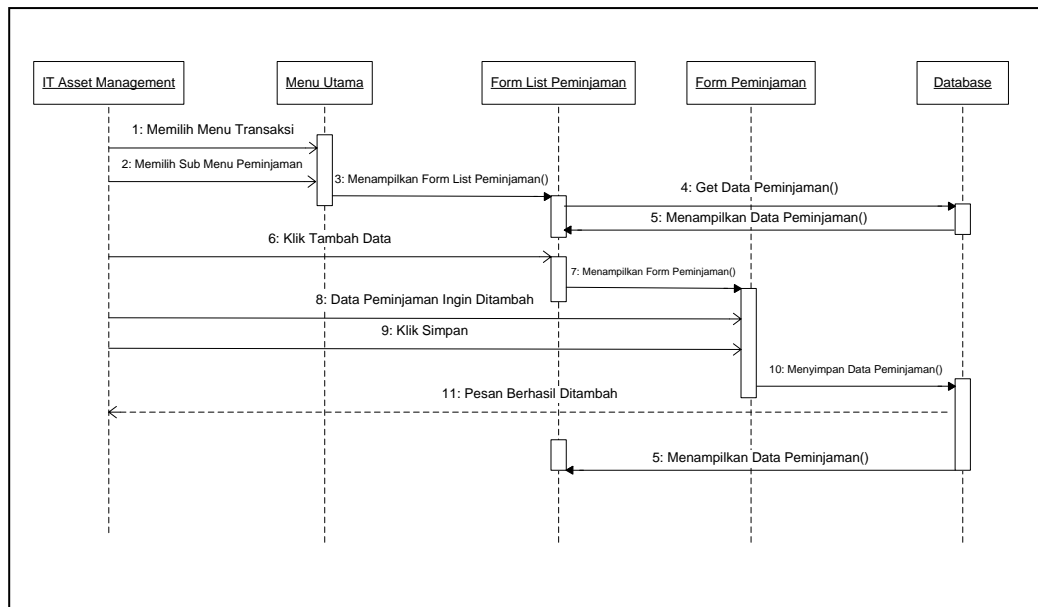 IT Asset Management
Menu Utama
Form List Peminjaman
Form Peminjaman
Database
1: Memilih Menu Transaksi
2: Memilih Sub Menu Peminjaman
3: Menampilkan Form List Peminjaman()
4: Get Data Peminjaman()
5: Menampilkan Data Peminjaman()
6: Klik Tambah Data
7: Menampilkan Form Peminjaman()
8: Data Peminjaman Ingin Ditambah
9: Klik Simpan
10: Menyimpan Data Peminjaman()
11: Pesan Berhasil Ditambah
5: Menampilkan Data Peminjaman()